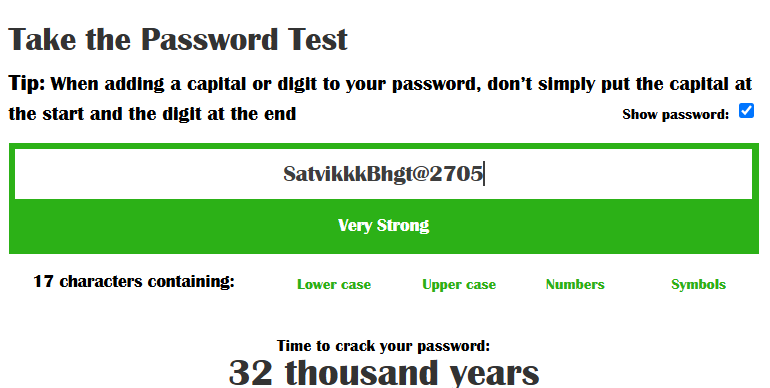 Take the Password Test
Tip: When adding a capital or digit to your password, don’t simply put the capital at
the start and the digit at the end
Show password:
SatvikkkBhgt@2705
Very Strong
17 characters containing:
Lower case
Upper case
Numbers
Symbols
Time to crack your password:
32 thousand years